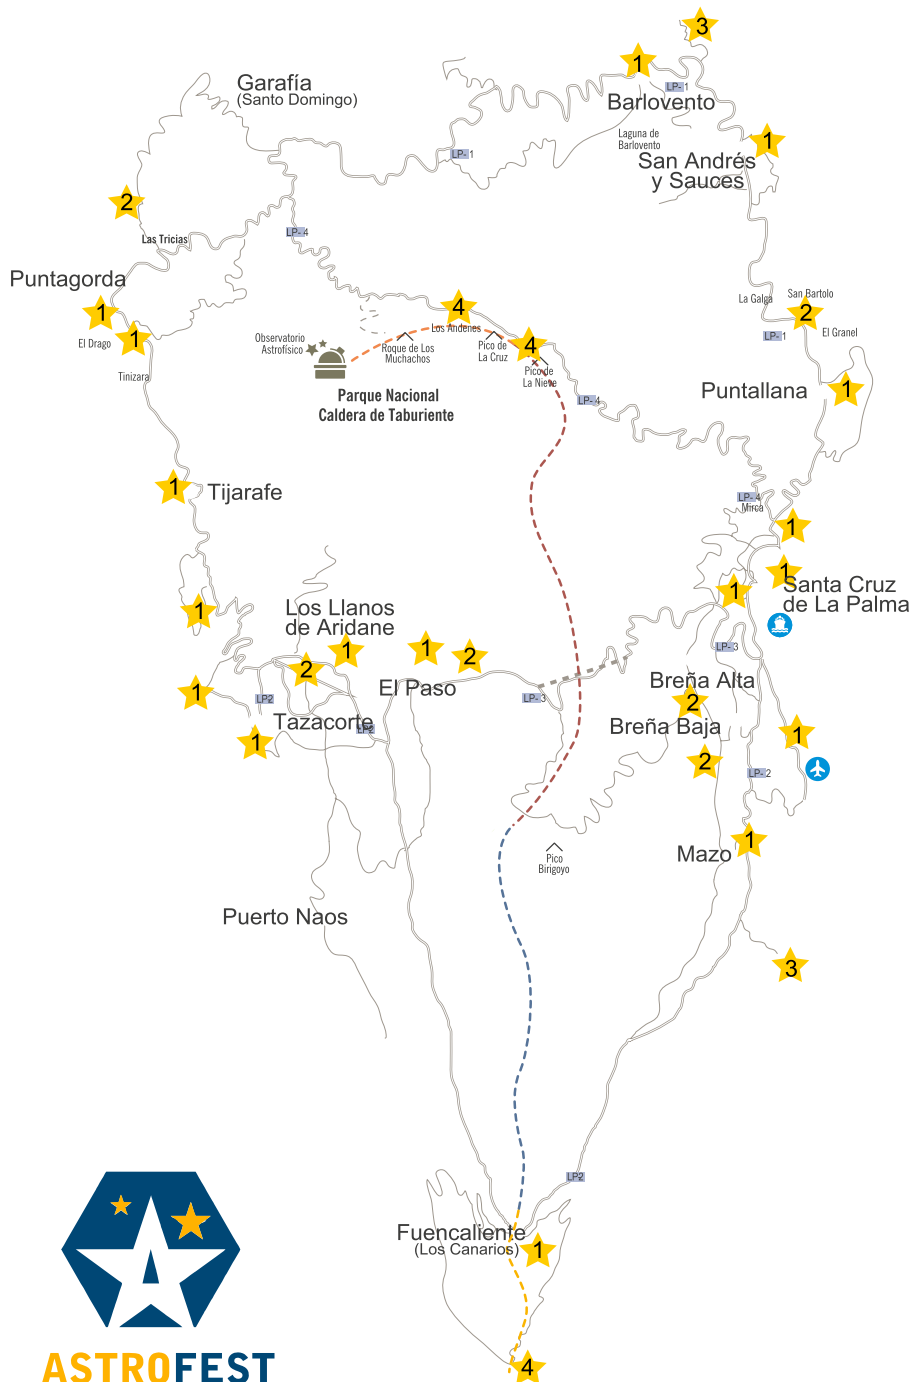 3
1
Garafía
(Santo Domingo)
LP-1
Barlovento
Laguna de
Barlovento
1
LP-1
San Andrés
y Sauces
2
Las Tricias
LP-4
Puntagorda
1
El Drago
1
Tinizara
4
Los Andenes
Observatorio
Astrofísico
Roque de Los
Muchachos
Pico de
La Cruz
4
Pico de
La Nieve
Parque Nacional
Caldera de Taburiente
La Galga
San Bartolo
2
El Granel
LP-1
Puntallana
1
LP-4
Tijarafe
1
LP-4
Mirca
1
1
Santa Cruz
de La Palma
1
1
Los Llanos
de Aridane
1
2
1
2
LP-3
El Paso
LP-3
Breña Alta
2
Breña Baja
1
1
LP2
Tazacorte
LP2
1
2
LP-2
1
Mazo
Pico
Birigoyo
Puerto Naos
3
LP2
Fuencaliente
(Los Canarios)
1
4
ASTROFEST